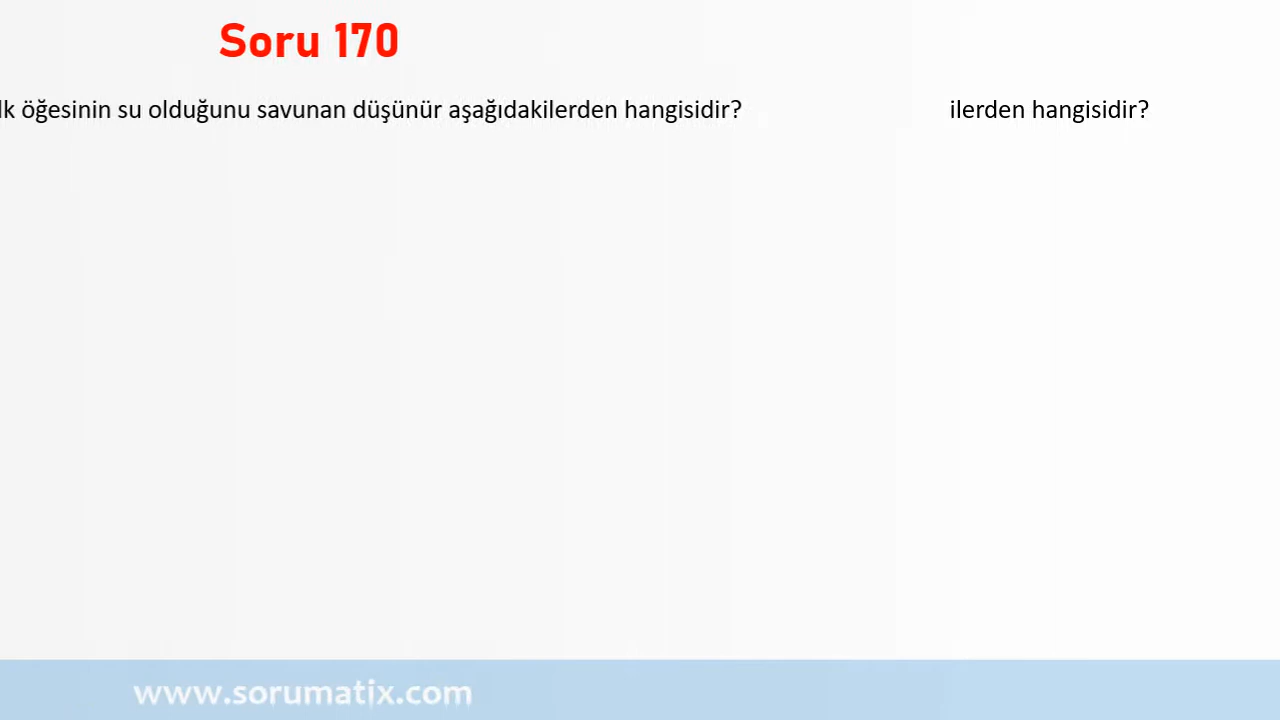 Soru 170
lk öğesinin su olduğunu savunan düşünür aşağıdakilerden hangisidir? ilerden hangisidir?
www.sorumatix.com